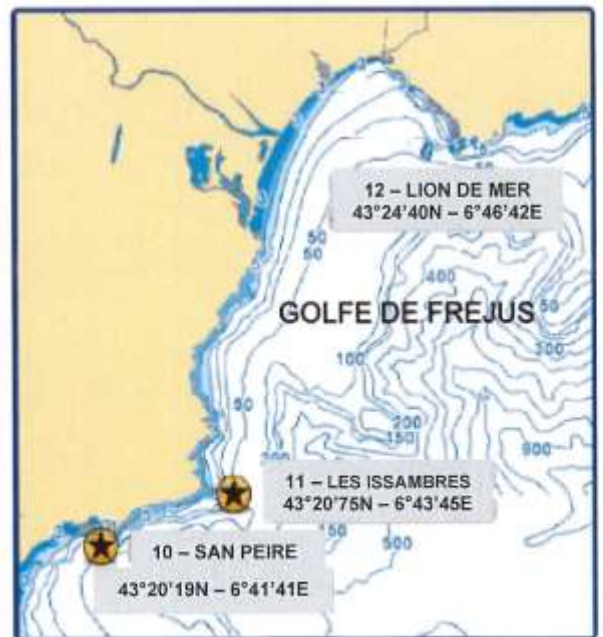 50
12 – LION DE MER
43°24'40N – 6°46'42E
50
50
400
GOLFE DE FREJUS
50
300
100
50
200
150
900
11 – LES ISSAMBRES
43°20'75N – 6°43'45E
150
500
10 – SAN PEIRE
43°20'19N – 6°41'41E